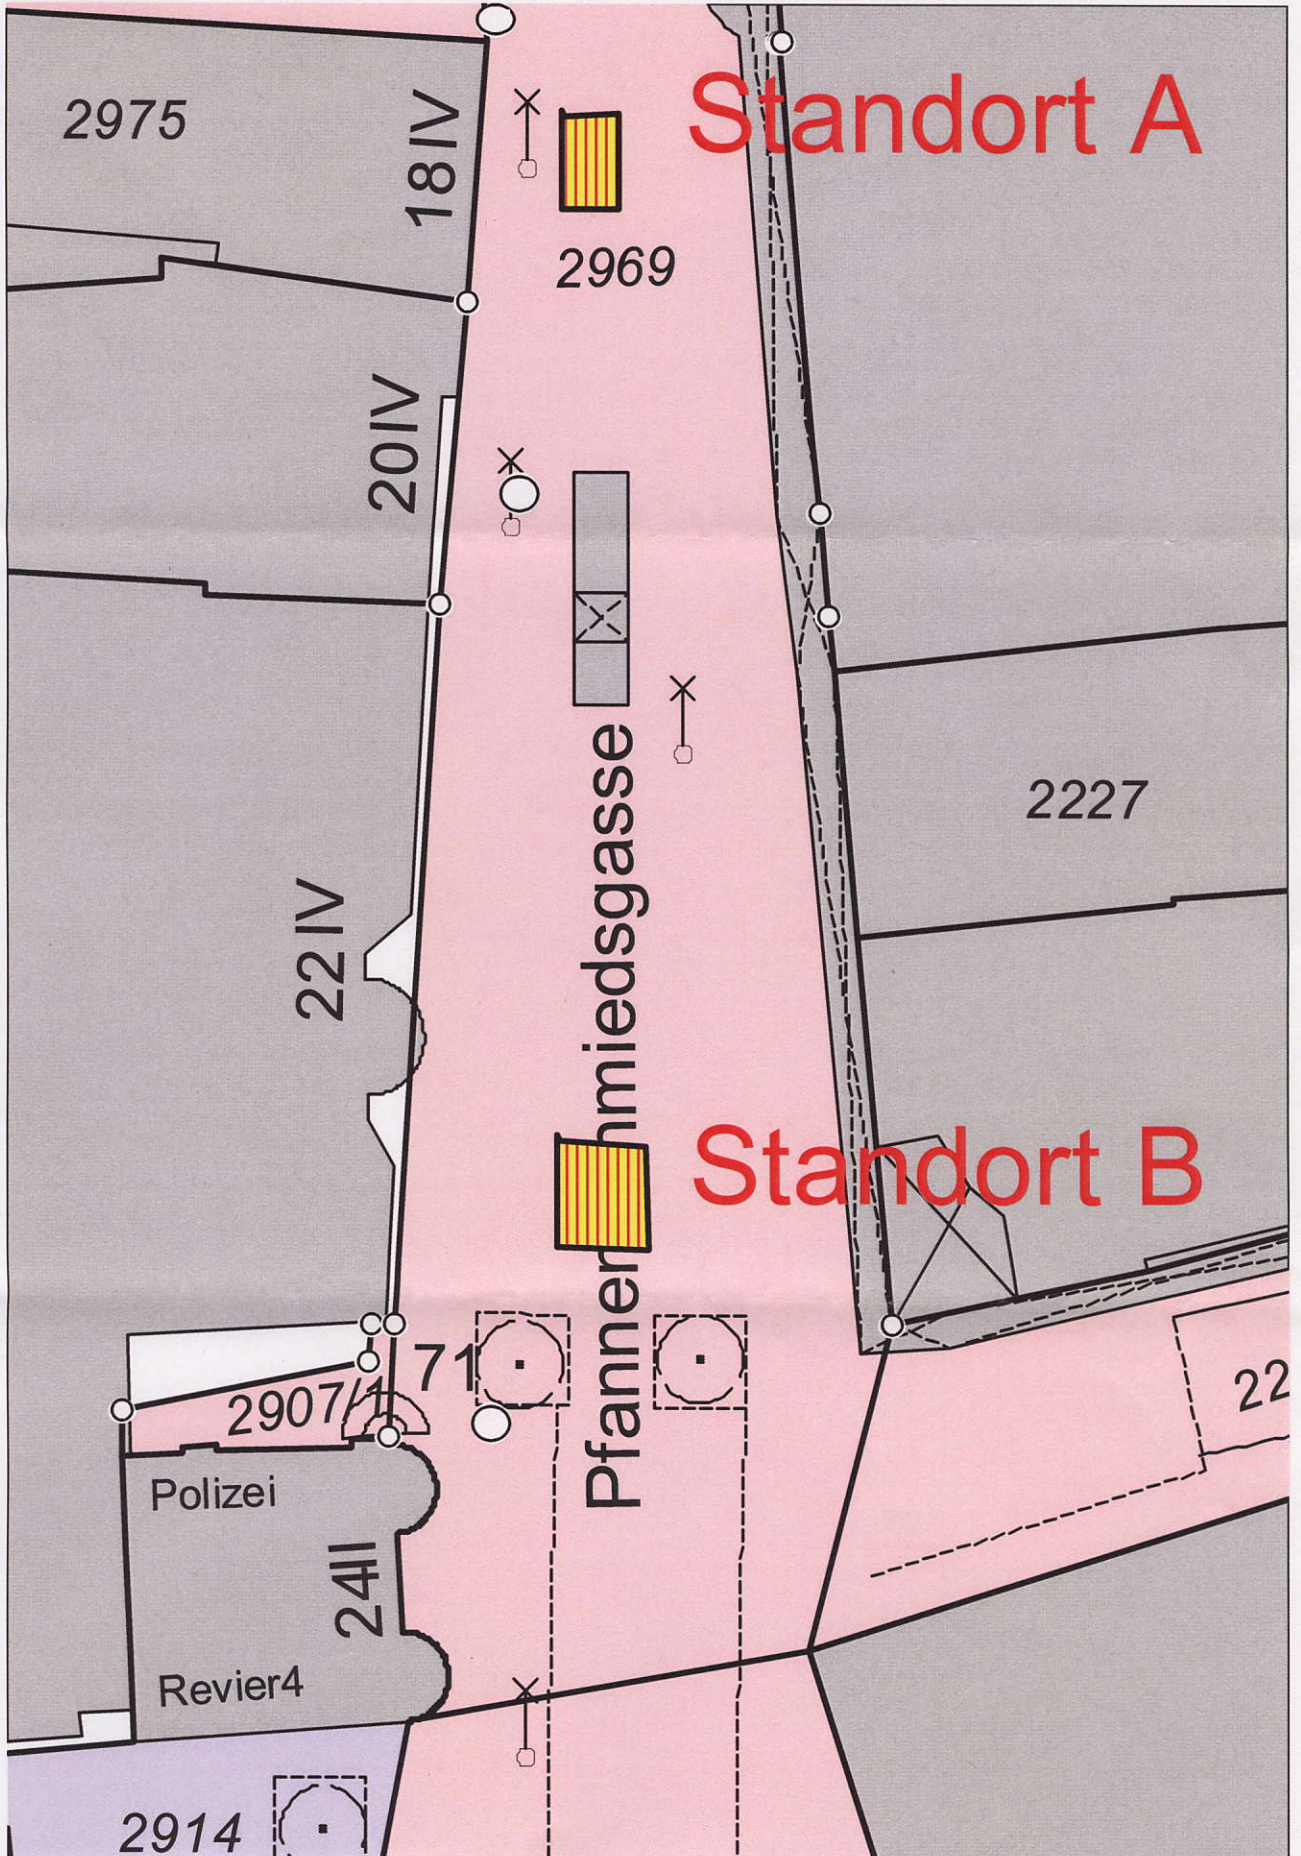 Standort A
2975
18IV
2969
20IV
2227
22IV
Pfannenschmiedsgasse
Standort B
71
2907/1
22
Polizei
24II
Revier4
2914